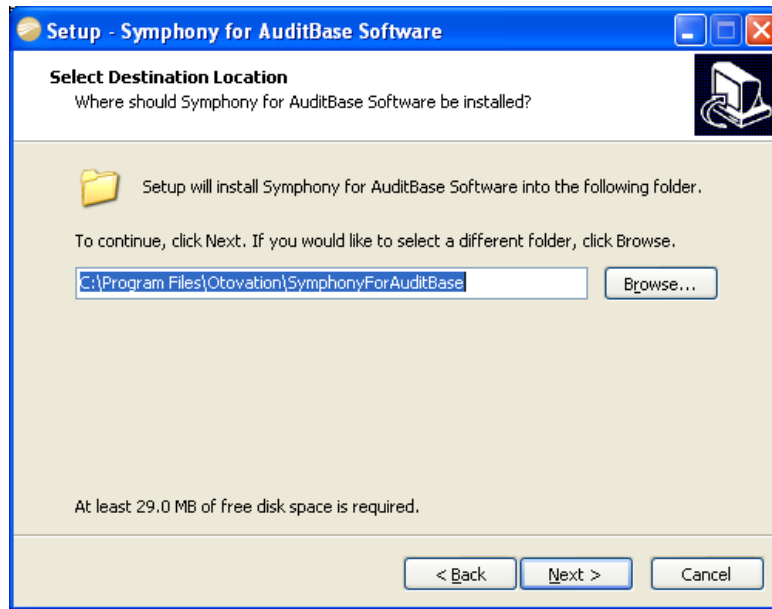 Setup - Symphony for AuditBase Software
Select Destination Location
Where should Symphony for AuditBase Software be installed?
Setup will install Symphony for AuditBase Software into the following folder.
To continue, click Next. If you would like to select a different folder, click Browse.
C:\Program Files\Otovation\SymphonyForAuditBase
Browse...
At least 29.0 MB of free disk space is required.
< Back Next > Cancel